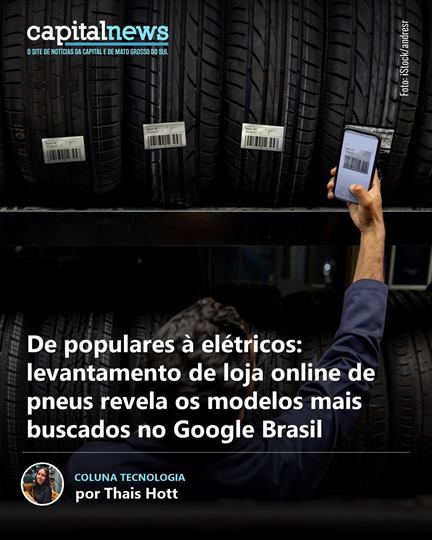 capitalnews
O SITE DE NOTÍCIAS DA CAPITAL E DE MATO GROSSO DO SUL
Foto: iStock/andresr
De populares à elétricos:
levantamento de loja online de
pneus revela os modelos mais
buscados no Google Brasil
COLUNA TECNOLOGIA
por Thais Hott